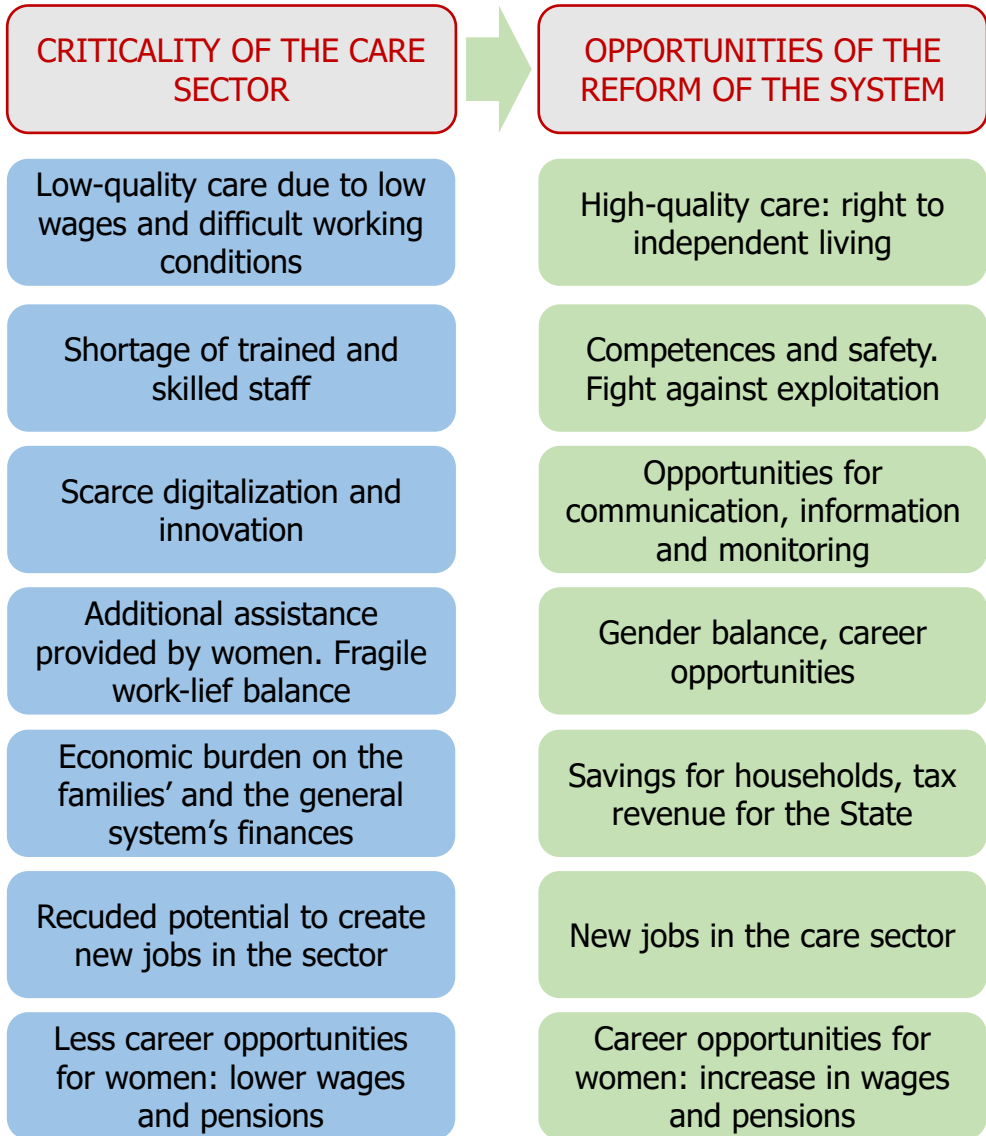 CRITICALITY OF THE CARE
SECTOR
OPPORTUNITIES OF THE
REFORM OF THE SYSTEM
Low-quality care due to low
wages and difficult working
conditions
High-quality care: right to
independent living
Shortage of trained and
skilled staff
Competences and safety.
Fight against exploitation
Scarce digitalization and
innovation
Opportunities for
communication, information
and monitoring
Additional assistance
provided by women. Fragile
work-lief balance
Gender balance, career
opportunities
Economic burden on the
families’ and the general
system’s finances
Savings for households, tax
revenue for the State
Recuded potential to create
new jobs in the sector
New jobs in the care sector
Less career opportunities
for women: lower wages
and pensions
Career opportunities for
women: increase in wages
and pensions